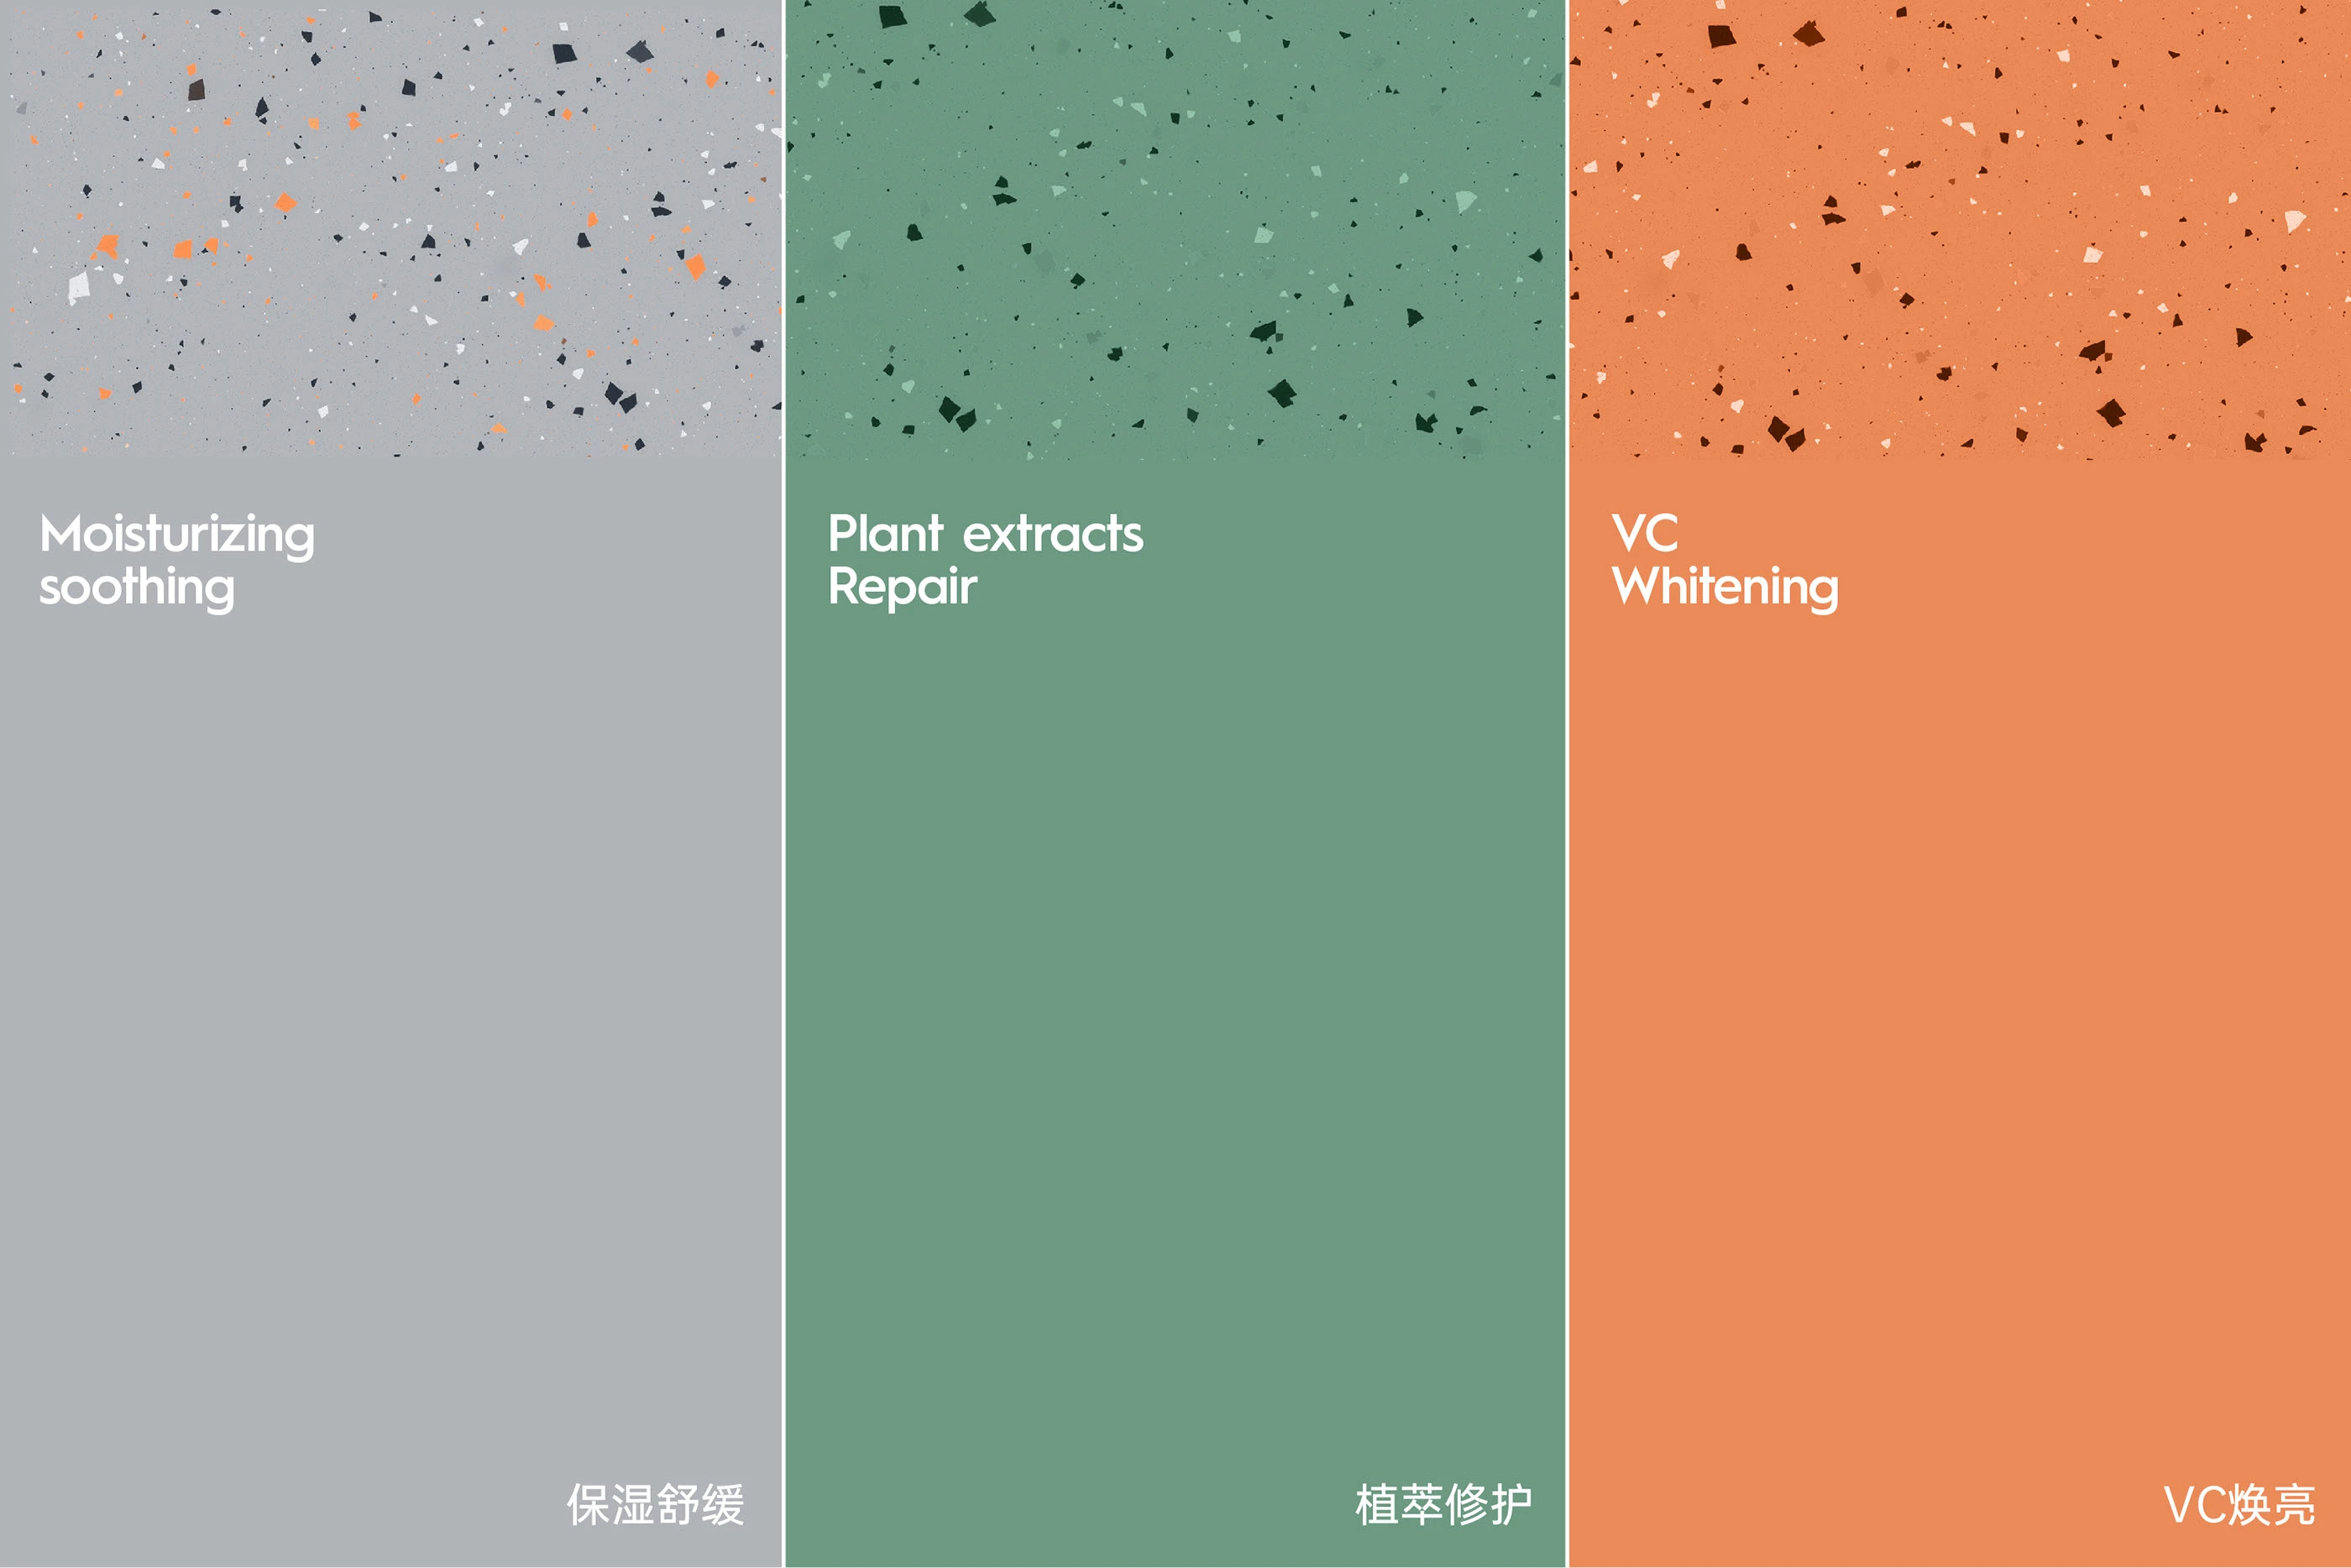 Moisturizing
soothing
保湿舒缓
Plant extracts
Repair
植萃修护
VC
Whitening
VC焕亮